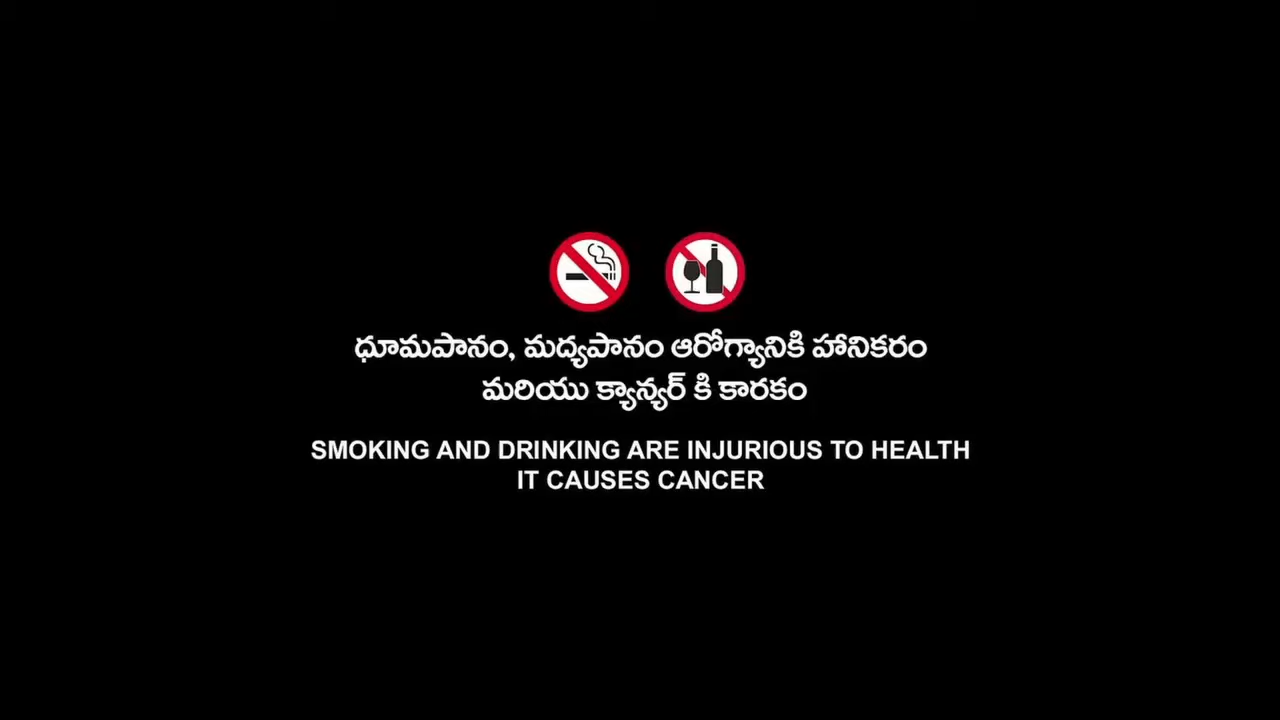 ధూమపానం, మద్యపానం ఆరోగ్యానికి హానికరం
మరియు క్యాన్సర్ కి కారకం
SMOKING AND DRINKING ARE INJURIOUS TO HEALTH
IT CAUSES CANCER